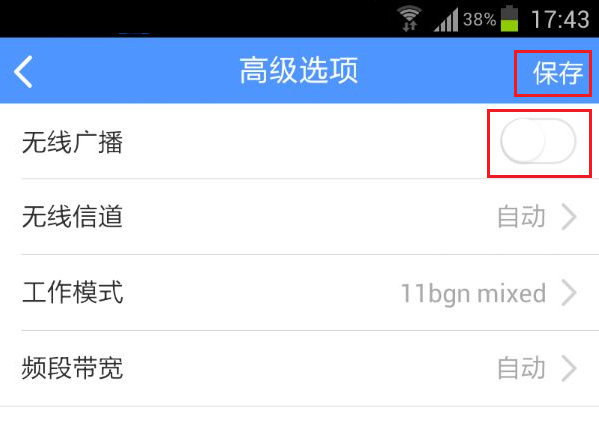 38% 17:43
高级选项 保存
无线广播
无线信道 自动
工作模式 11bgn mixed
频段带宽 自动